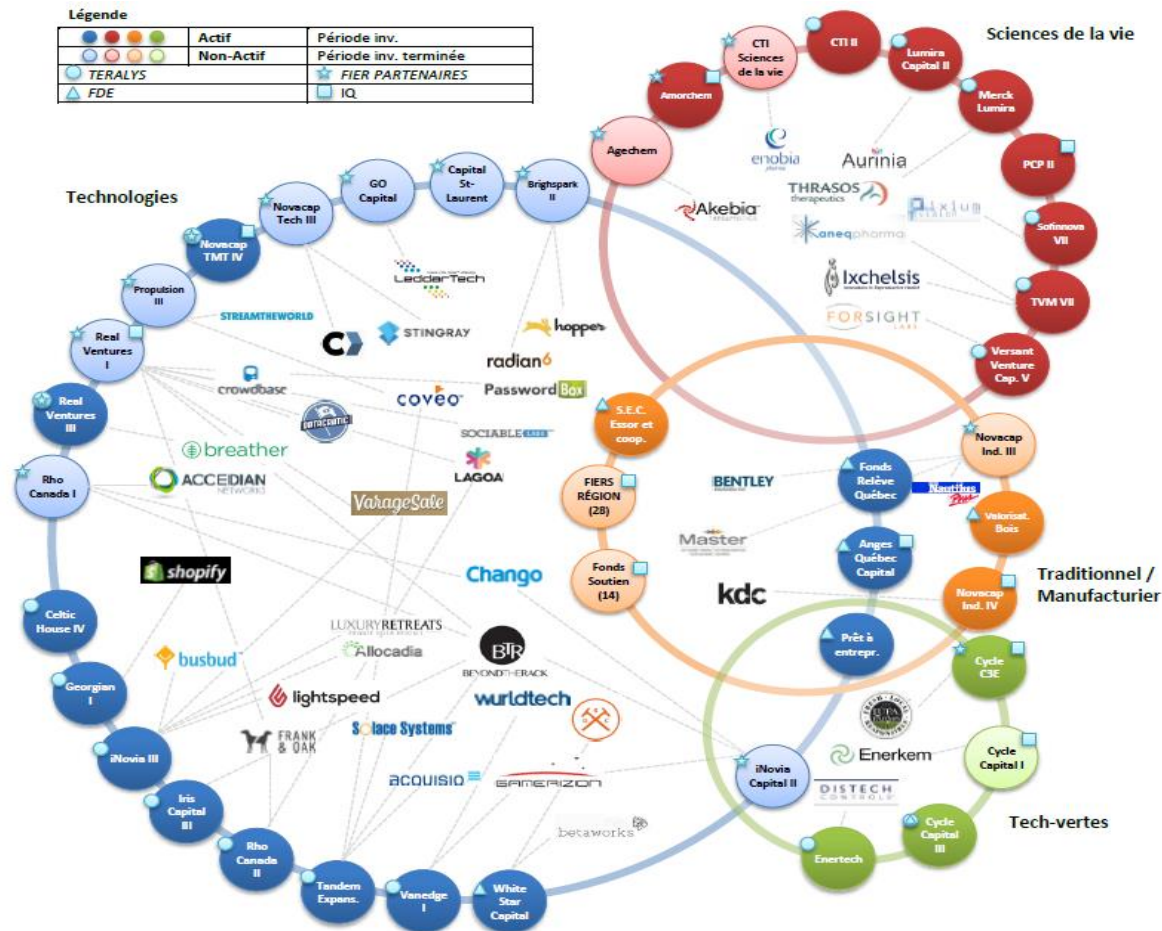 Légende
Actif
Période inv.
Non-Actif
Période inv. terminée
TERALYS
FIER PARTENAIRES
FDE
IQ
Sciences de la vie
CTI
Sciences
de la vie
CTI II
Lumira
Capital II
Amorchem
Merck
Lumira
Agechem
PCP II
enobia
pharma
Aurinia
THRASOS
therapeutics
Akebia
THERAPEUTICS
aneqpharma
Sofinnova
VII
Ixchelsis
TVM VII
FORSIGHT
LABS
Versant
Venture
Cap. V
Technologies
GO
Capital
Capital
St-
Laurent
Brighspark
II
Novacap
Tech III
Novacap
TMT IV
Propulsion
III
LeddarTech
STREAMTHEWORLD
STINGRAY
hopper
Real
Ventures
I
radian6
crowdbase
PasswordBox
coveo
Real
Ventures
III
DATACRATIC
SOCIABLE LABS
breather
LAGOA
ACCEDIAN
NETWORKS
Rho
Canada I
VarageSale
S.E.C.
Essor et
coop.
Novacap
Ind. III
Fonds
Relève
Québec
FIERS
RÉGION
(28)
BENTLEY
Nautilus
Plus
Valorisat.
Bois
Master
Anges
Québec
Capital
Fonds
Soutien
(14)
kdc
Novacap
Ind. IV
Traditionnel /
Manufacturier
shopify
Chango
Celtic
House IV
LUXURYRETREATS
Allocadia
BTR
BEYONDTHERACK
Prêt à
entrepr.
Cycle
C3E
busbud
Georgian
I
lightspeed
wurldtech
FRANK
& OAK
Solace Systems
iNovia III
Enerkem
Cycle
Capital I
iNovia
Capital II
acquisio
GAMERIZON
DISTECH
CONTROLS
Iris
Capital
III
betaworks
Tech-vertes
Cycle
Capital
III
Enertech
Rho
Canada
II
Tandem
Expans.
Vanedge
I
White
Star
Capital